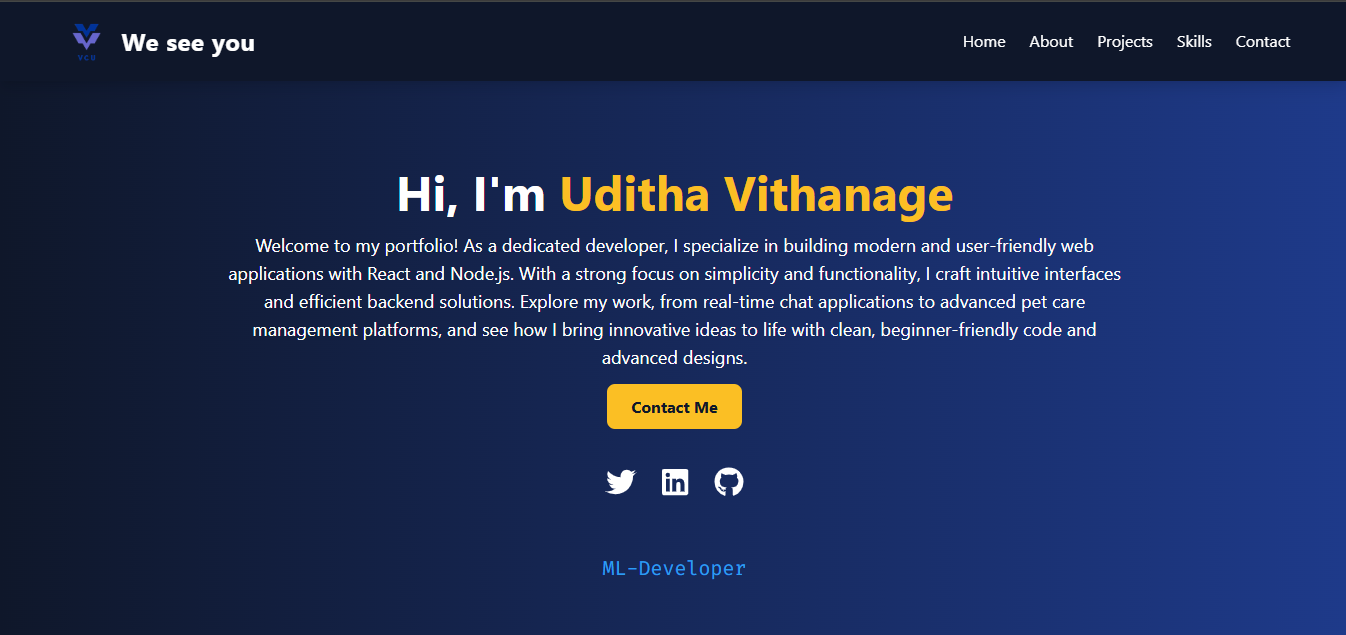 VCU
We see you
Home About Projects Skills Contact
Hi, I'm Uditha Vithanage
Welcome to my portfolio! As a dedicated developer, I specialize in building modern and user-friendly web
applications with React and Node.js. With a strong focus on simplicity and functionality, I craft intuitive interfaces
and efficient backend solutions. Explore my work, from real-time chat applications to advanced pet care
management platforms, and see how I bring innovative ideas to life with clean, beginner-friendly code and
advanced designs.
Contact Me
in
ML-Developer